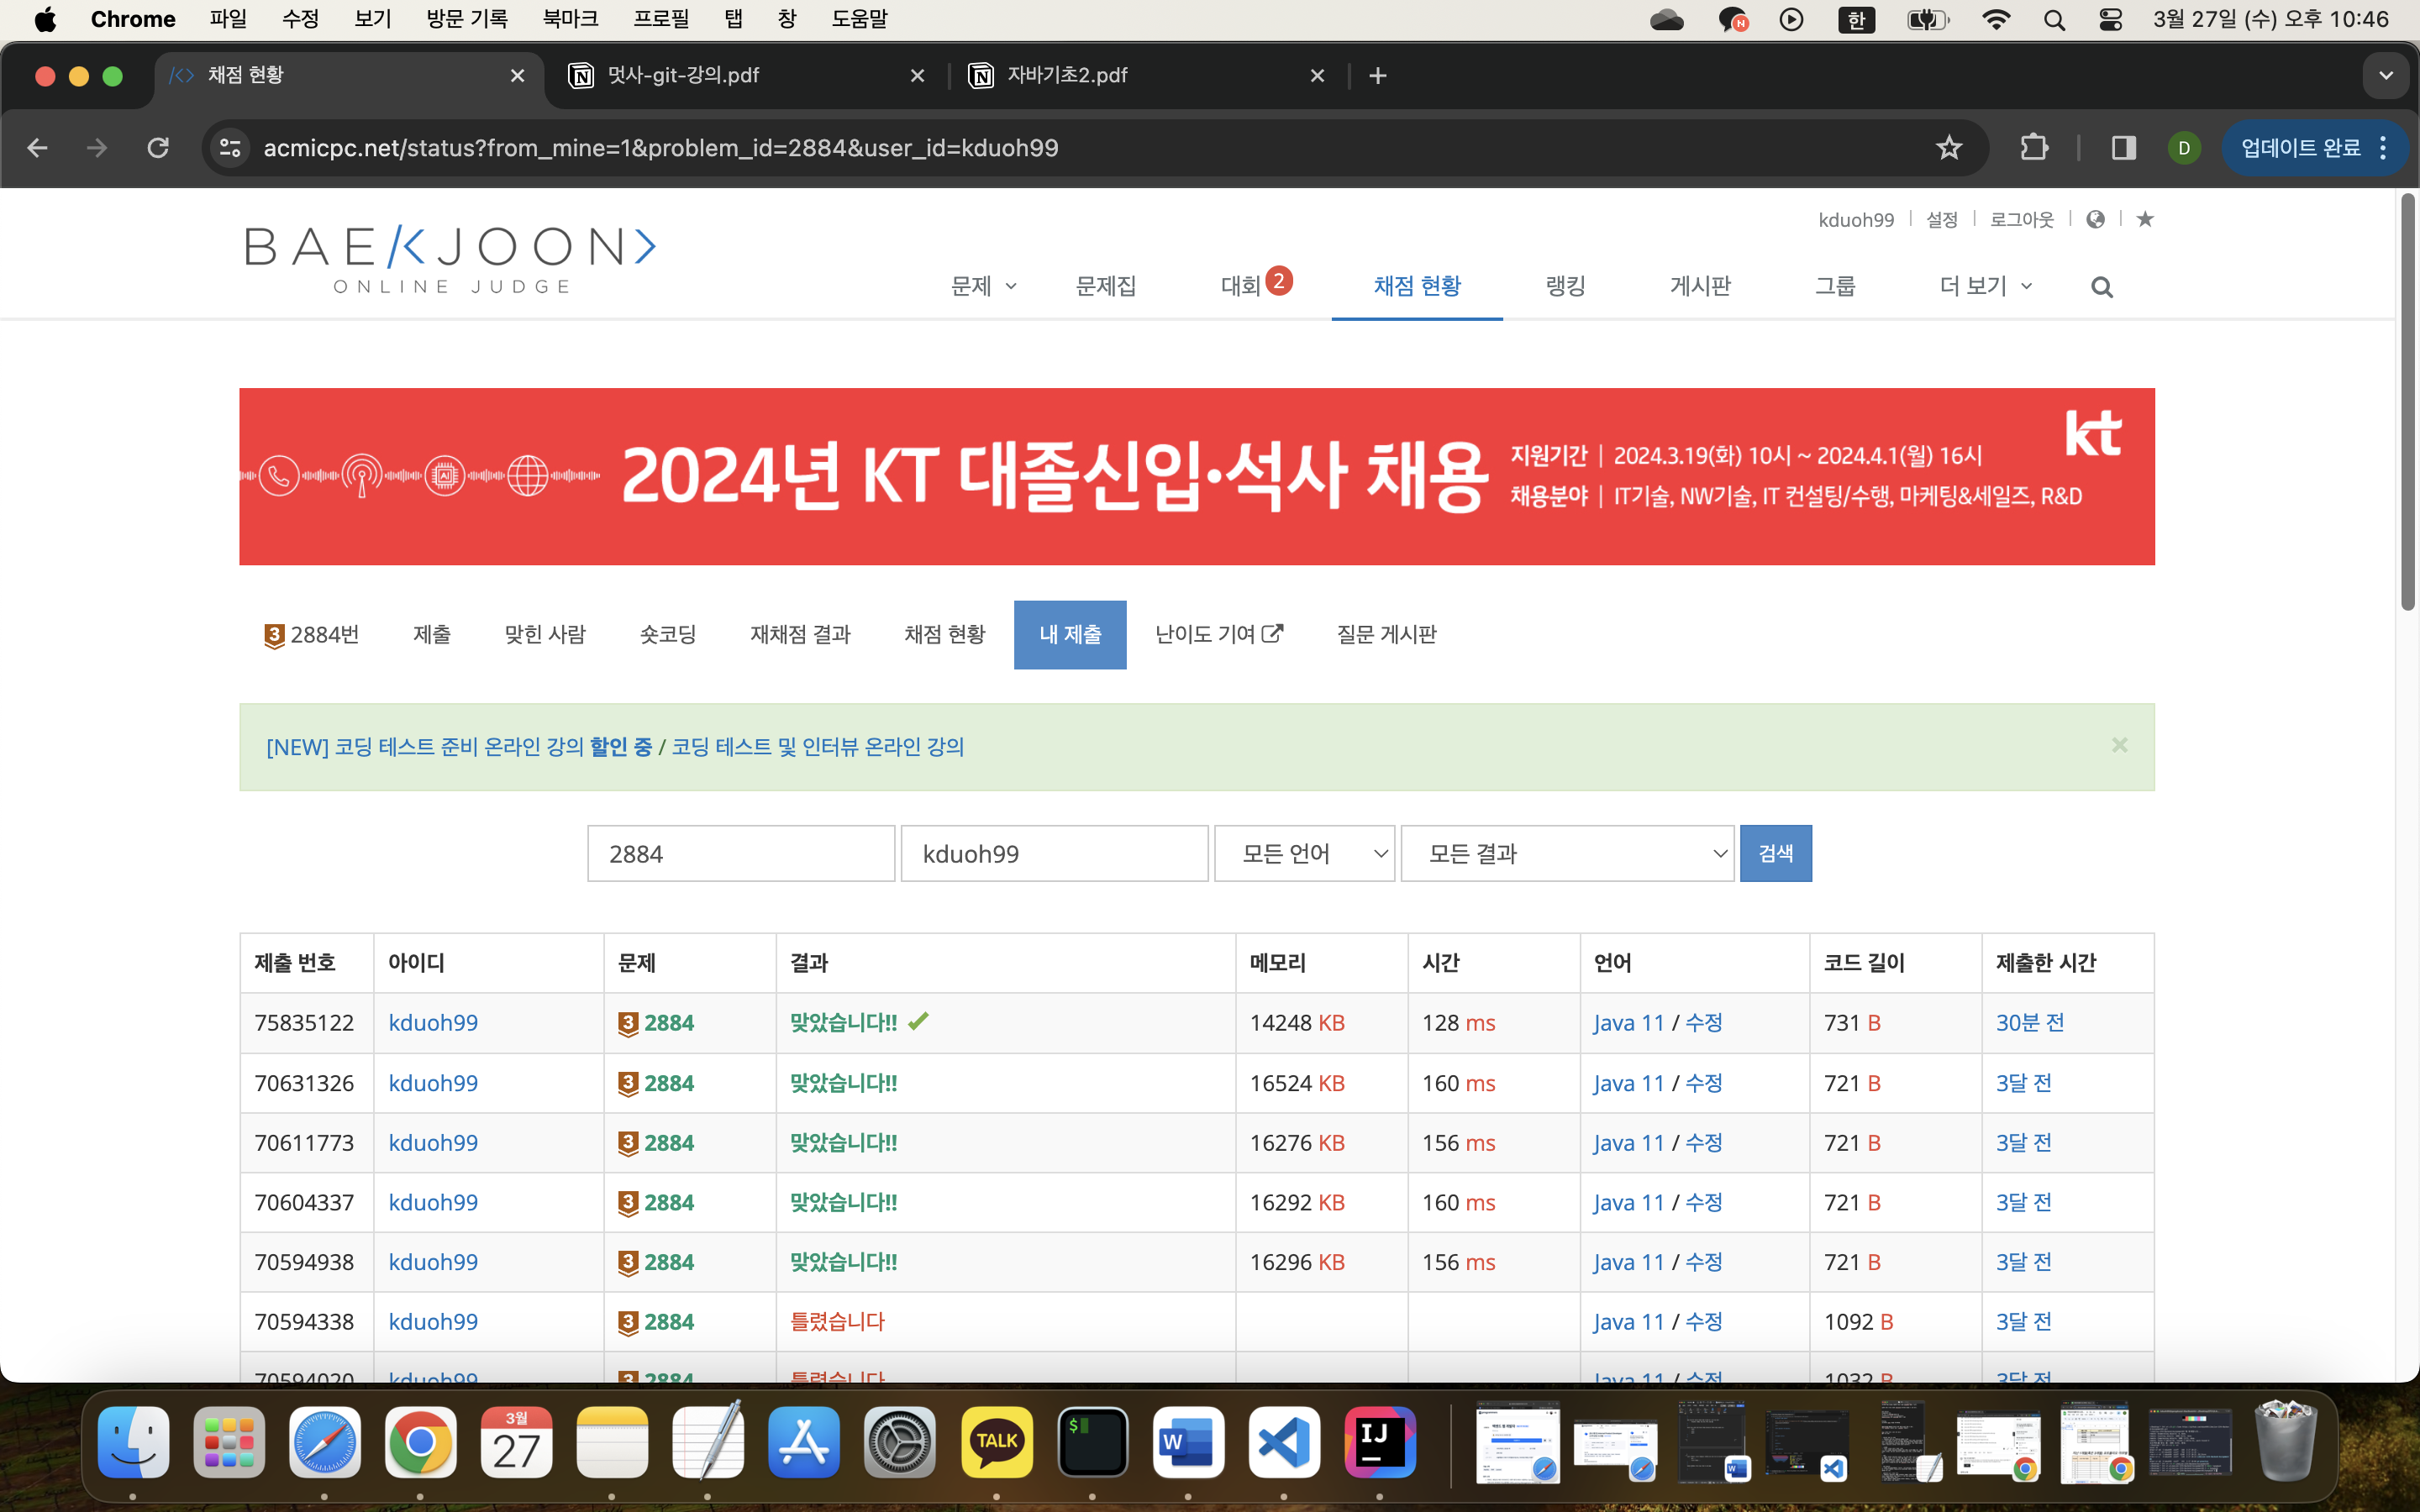 Chrome 파일 수정 보기 방문 기록 북마크 프로필 탭 창 도움말 한 3월 27일 (수) 오후 10:46
채점 현황 멋사-git-강의.pdf 자바기초2.pdf
acmicpc.net/status?from_mine=1&problem_id=2884&user_id=kduoh99 D 업데이트 완료
kduoh99 설정 로그아웃
BAEKJOON
ONLINE JUDGE
문제 문제집 대회 2 채점 현황 랭킹 게시판 그룹 더 보기
kt
2024년 KT 대졸신입·석사 채용
지원기간 | 2024.3.19(화) 10시 ~ 2024.4.1(월) 16시
채용분야 | IT기술, NW기술, IT 컨설팅/수행, 마케팅&세일즈, R&D
3 2884번 제출 맞힌 사람 숏코딩 재채점 결과 채점 현황 내 제출 난이도 기여 질문 게시판
[NEW] 코딩 테스트 준비 온라인 강의 할인 중 / 코딩 테스트 및 인터뷰 온라인 강의
2884 kduoh99 모든 언어 모든 결과 검색
제출 번호 아이디 문제 결과 메모리 시간 언어 코드 길이 제출한 시간
75835122 kduoh99 3 2884 맞았습니다!! 14248 KB 128 ms Java 11 / 수정 731 B 30분 전
70631326 kduoh99 3 2884 맞았습니다!! 16524 KB 160 ms Java 11 / 수정 721 B 3달 전
70611773 kduoh99 3 2884 맞았습니다!! 16276 KB 156 ms Java 11 / 수정 721 B 3달 전
70604337 kduoh99 3 2884 맞았습니다!! 16292 KB 160 ms Java 11 / 수정 721 B 3달 전
70594938 kduoh99 3 2884 맞았습니다!! 16296 KB 156 ms Java 11 / 수정 721 B 3달 전
70594338 kduoh99 3 2884 틀렸습니다 Java 11 / 수정 1092 B 3달 전
70594020 kduoh99 3 2884 틀렸습니다 Java 11 / 수정 1032 B 3달 전
3월
27 TALK $ W IJ